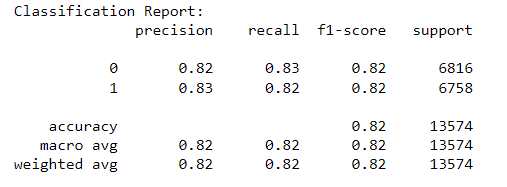 Classification Report:
precision recall f1-score support
0 0.82 0.83 0.82 6816
1 0.83 0.82 0.82 6758
accuracy 0.82 13574
macro avg 0.82 0.82 0.82 13574
weighted avg 0.82 0.82 0.82 13574